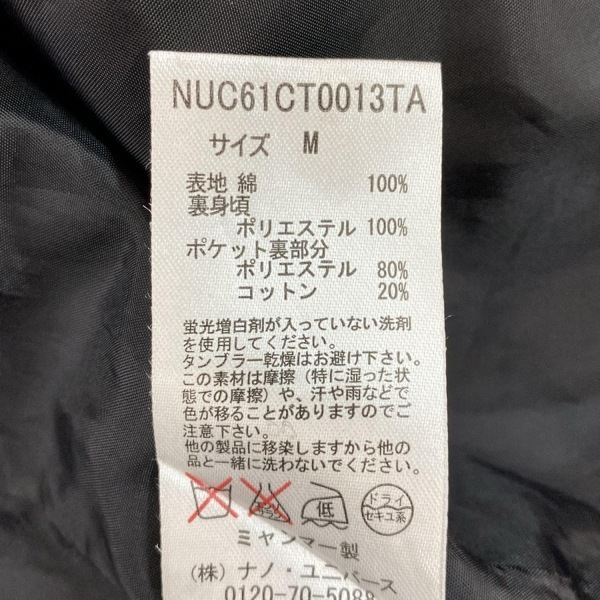 NUC61CT0013TA
サイズ M
表地 綿 100%
裏身頃
ポリエステル 100%
ポケット裏部分
ポリエステル 80%
コットン 20%
蛍光増白剤が入っていない洗剤
を使用してください。
タンブラー乾燥はお避け下さい。
この素材は摩擦（特に湿った状
態での摩擦）や、汗や雨などで
色が移ることがありますのでご
注意下さい。
他の製品に移染しますから他の
品と一緒に洗わないでください。
低 ドライ
セキユ系
ミャンマー製
（株）ナノ・ユニバース
0120-70-5088